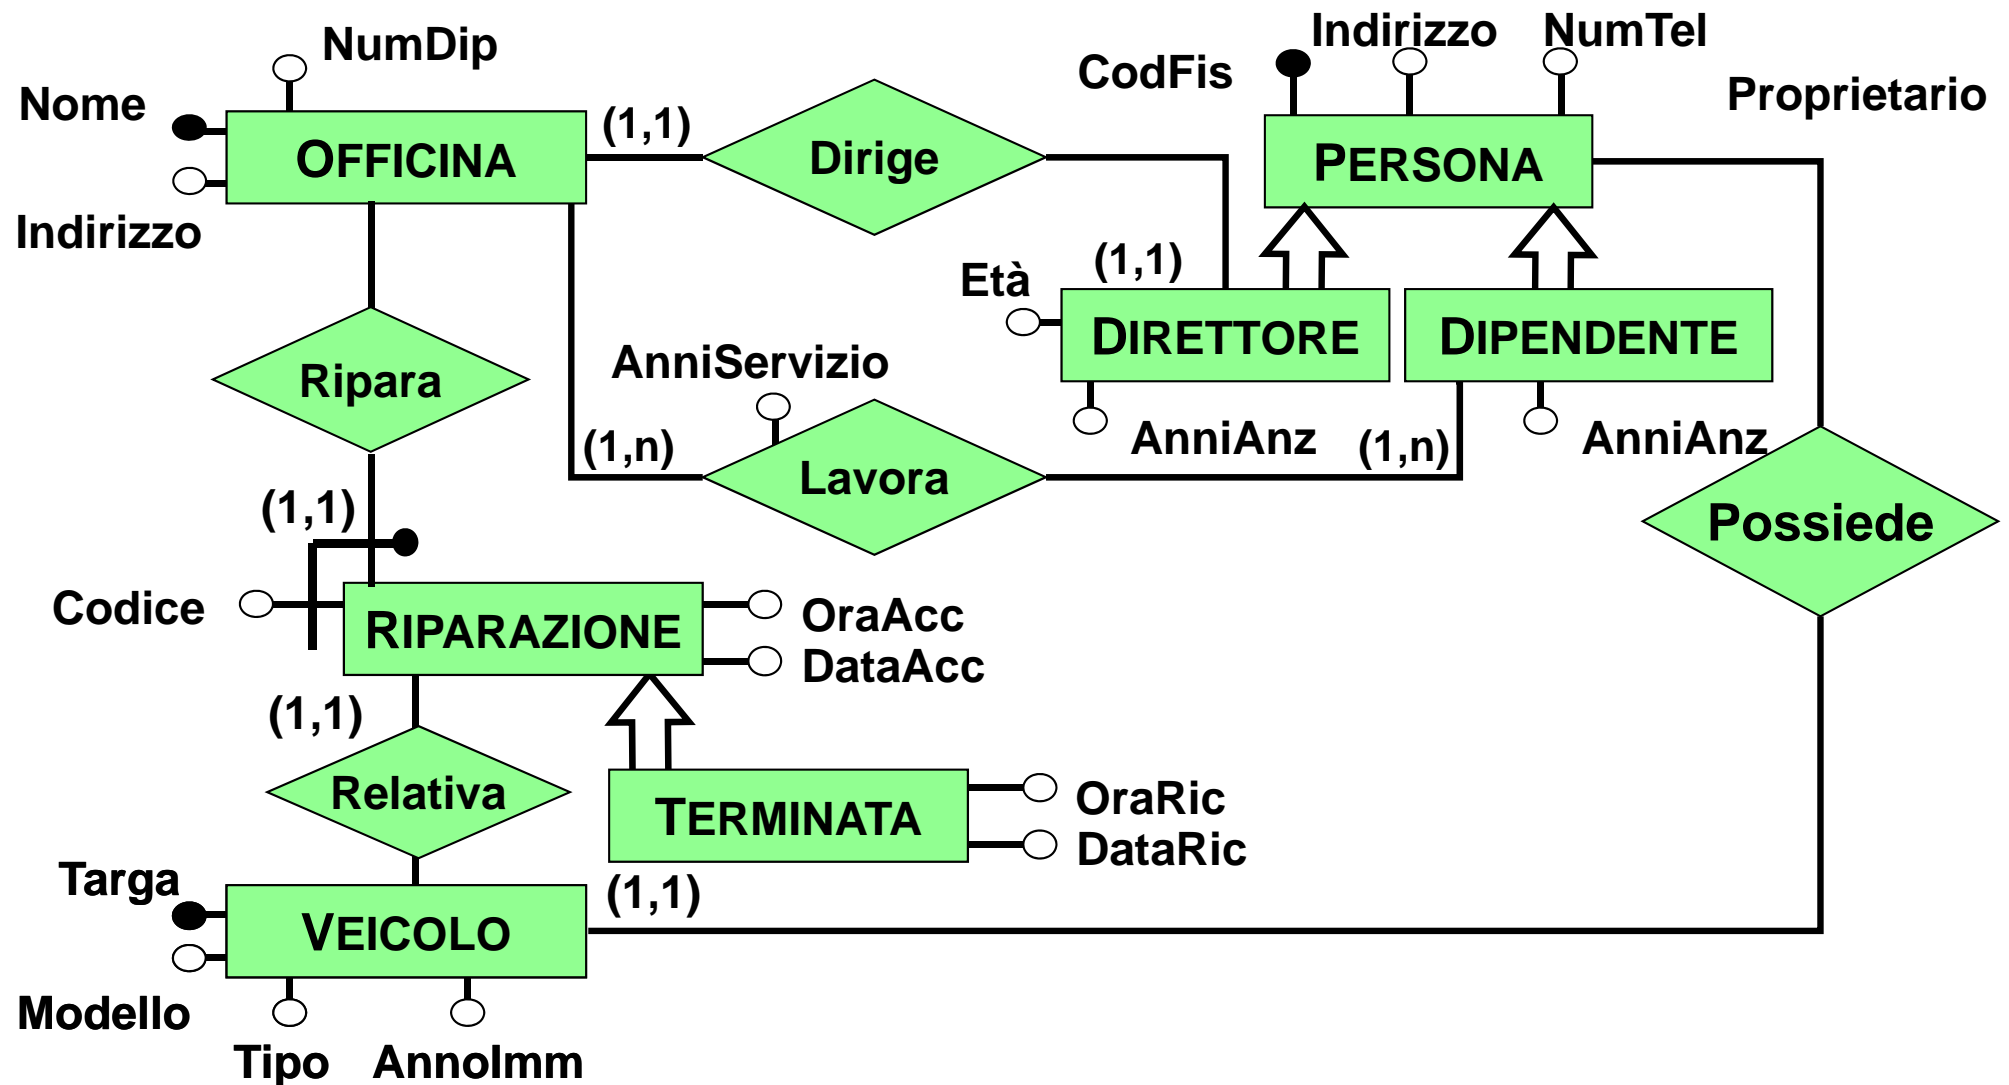 Indirizzo NumTel
NumDip
CodFis
Proprietario
Nome
(1,1)
OFFICINA
Dirige
PERSONA
Indirizzo
(1,1)
Età
DIRETTORE
DIPENDENTE
AnniServizio
Ripara
AnniAnz
AnniAnz
(1,n)
(1,n)
Lavora
Possiede
(1,1)
Codice
OraAcc
RIPARAZIONE
DataAcc
(1,1)
Relativa
OraRic
TERMINATA
DataRic
Targa
(1,1)
VEICOLO
Modello
Tipo
AnnoImm